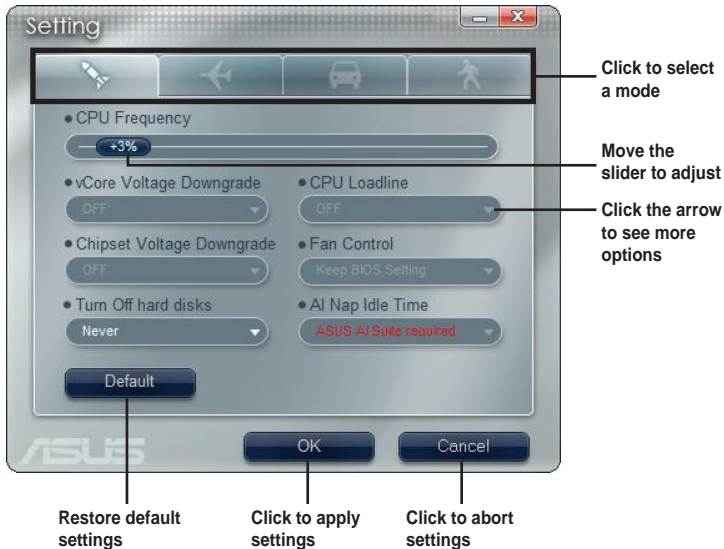 Setting
Click to select
a mode
CPU Frequency
+3%
Move the
slider to adjust
vCore Voltage Downgrade
CPU Loadline
OFF
OFF
Click the arrow
to see more
options
Chipset Voltage Downgrade
Fan Control
OFF
Keep BIOS Setting
Turn Off hard disks
AI Nap Idle Time
Never
ASUS AI Suite required
Default
ASUS
OK
Cancel
Restore default
settings
Click to apply
settings
Click to abort
settings